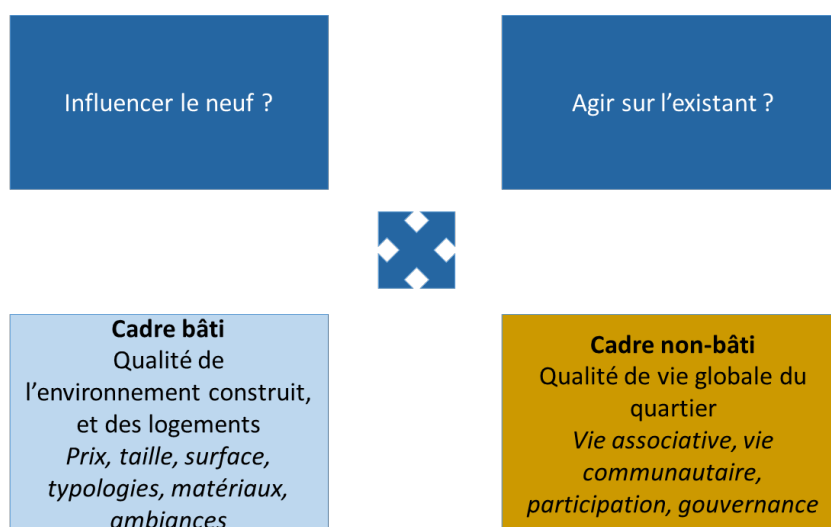 Influencer le neuf ?
Agir sur l'existant ?
Cadre bâti
Qualité de
l'environnement construit,
et des logements
Prix, taille, surface,
typologies, matériaux,
ambiances
Cadre non-bâti
Qualité de vie globale du
quartier
Vie associative, vie
communautaire,
participation, gouvernance